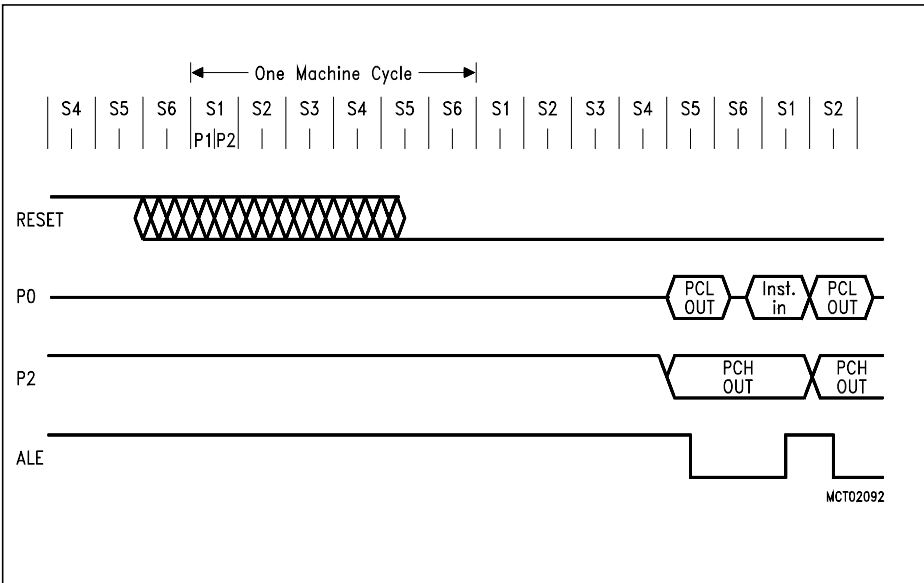 One Machine Cycle
S4 S5 S6 S1 S2 S3 S4 S5 S6 S1 S2 S3 S4 S5 S6 S1 S2
P1 P2
RESET
P0 PCL OUT Inst. in PCL OUT
P2 PCH OUT PCH OUT
ALE
MCT02092